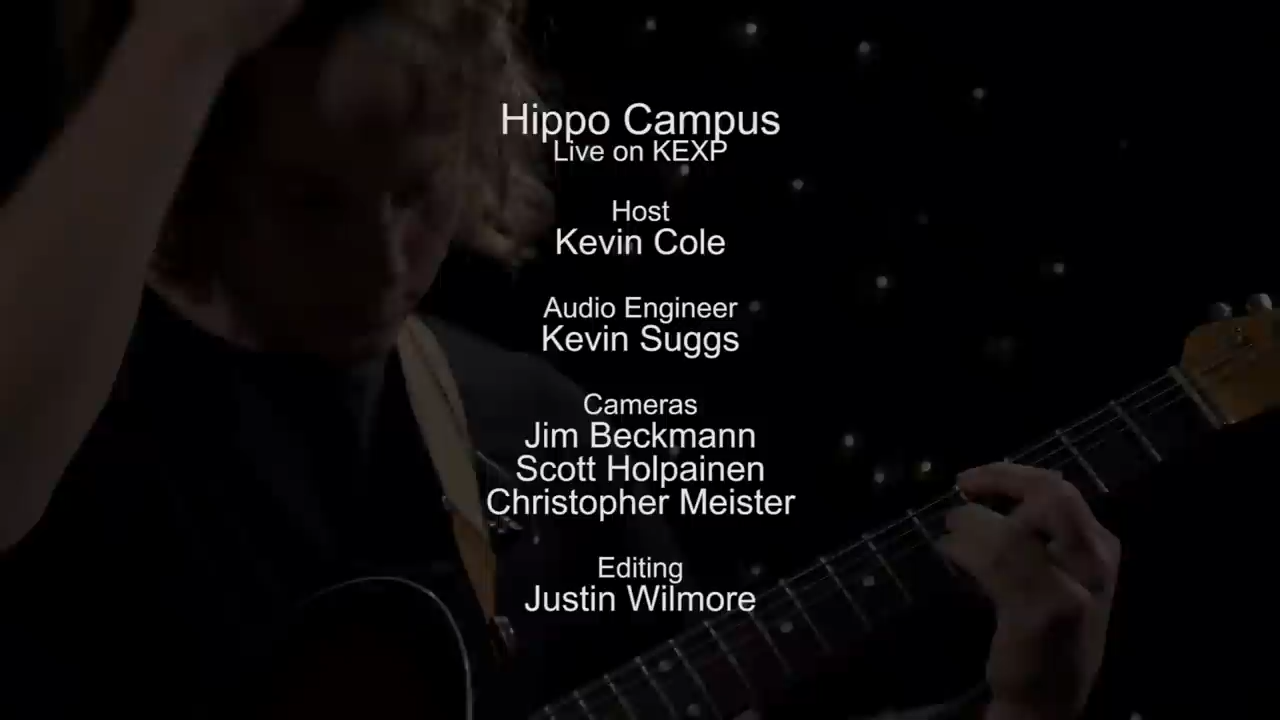 Hippo Campus
Live on KEXP
Host
Kevin Cole
Audio Engineer
Kevin Suggs
Cameras
Jim Beckmann
Scott Holpainen
Christopher Meister
Editing
Justin Wilmore